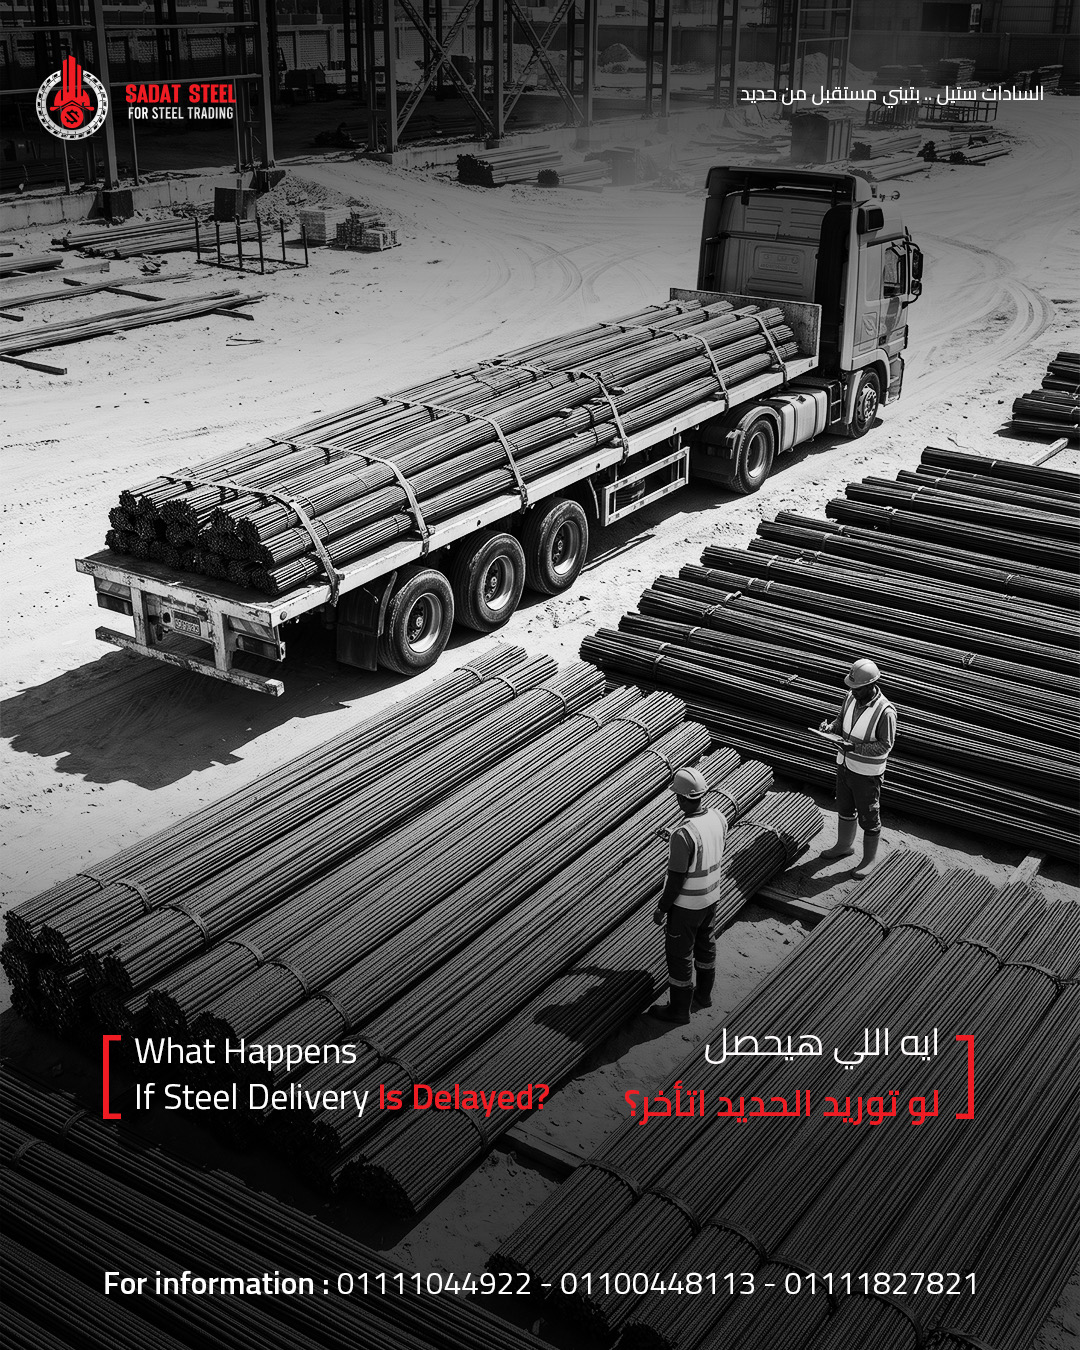 SADAT STEEL
FOR STEEL TRADING
السادات ستيل .. بتبني مستقبل من حديد
What Happens
If Steel Delivery Is Delayed?
ايه اللي هيحصل
لو توريد الحديد اتأخر؟
For information : 01111044922 - 01100448113 - 01111827821